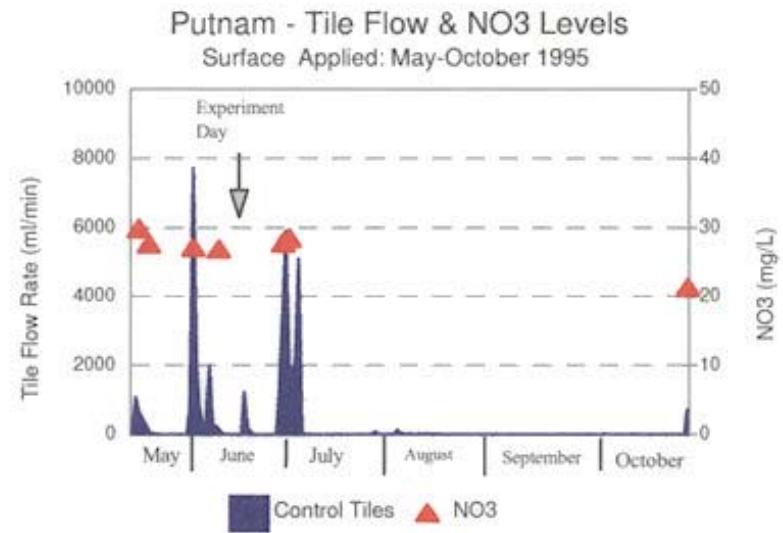 Putnam - Tile Flow & NO3 Levels
Surface Applied: May-October 1995
Tile Flow Rate (ml/min)
10000
8000
6000
4000
2000
0
Experiment
Day
50
40
30
20
10
0
NO3 (mg/L)
May June July August September October
Control Tiles NO3